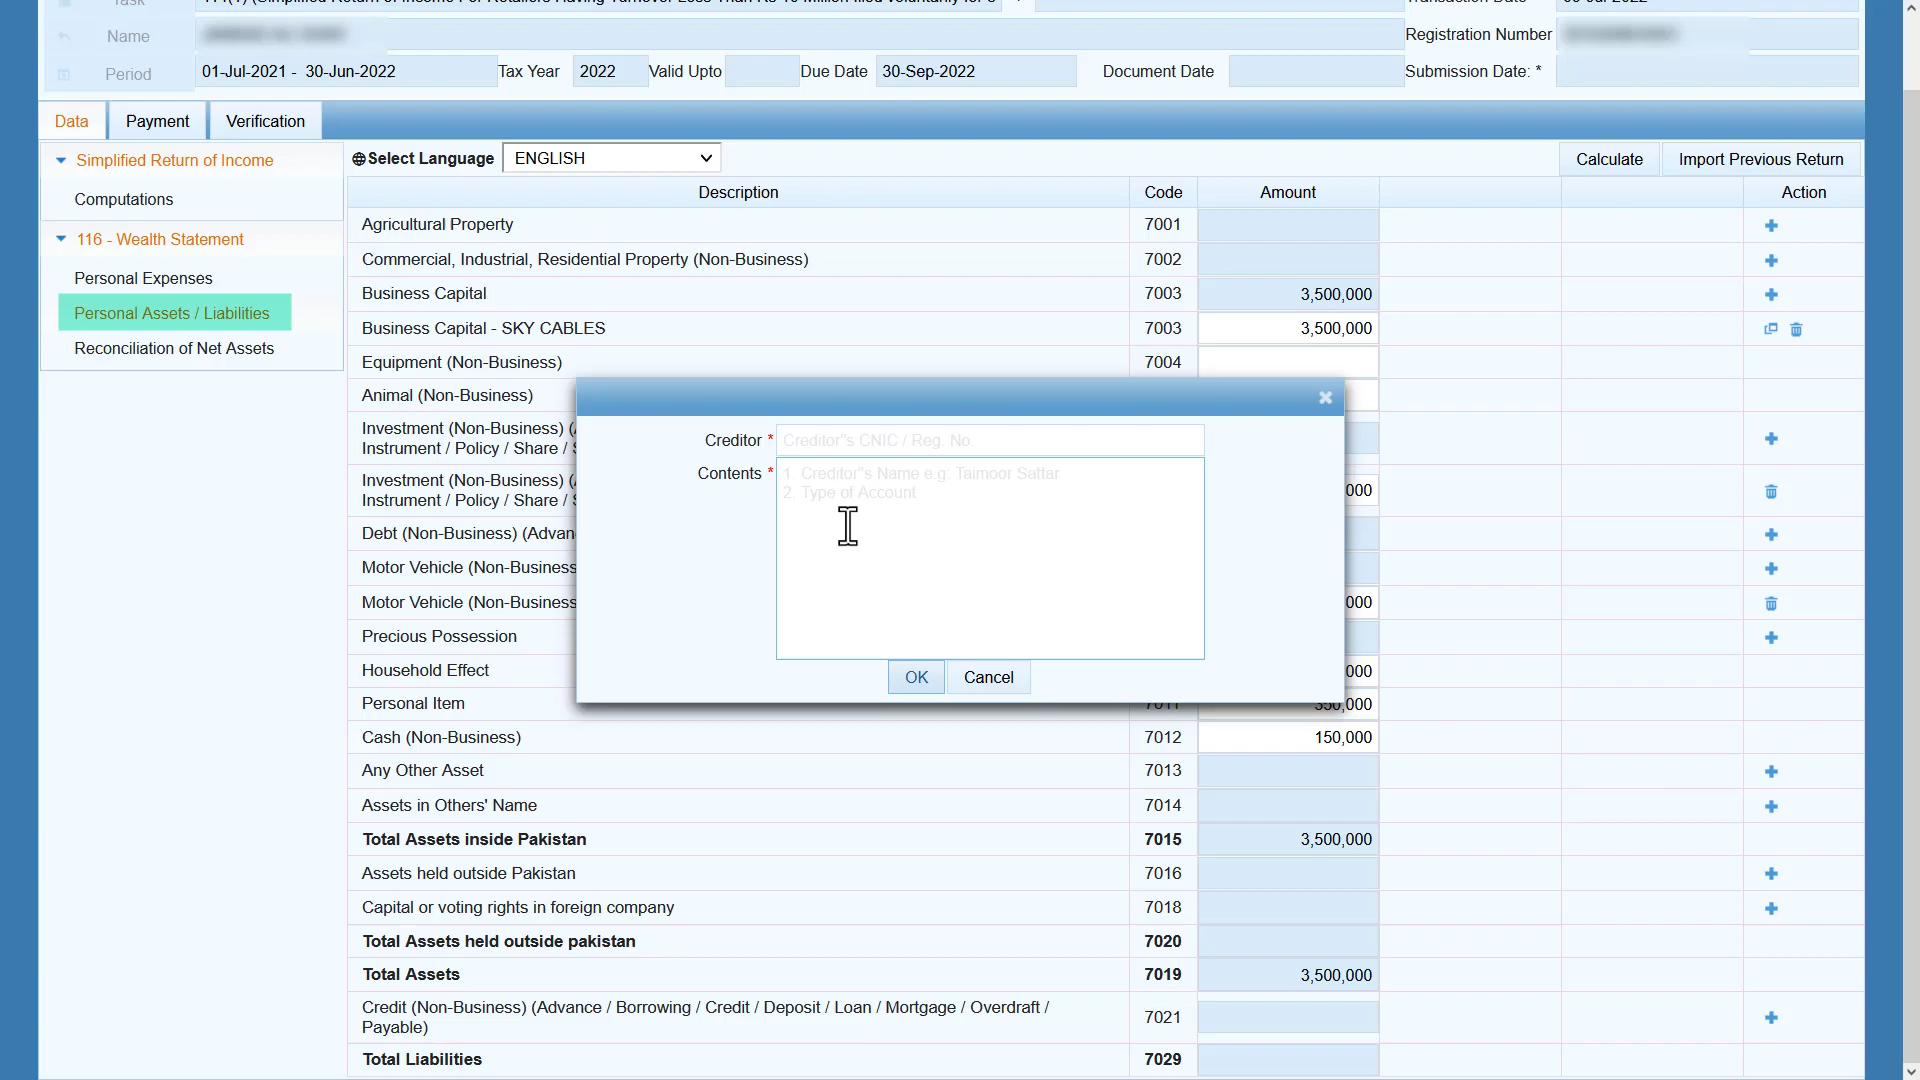 Task
Name
Registration Number
Period
01-Jul-2021 - 30-Jun-2022
Tax Year
2022
Valid Upto
Due Date
30-Sep-2022
Document Date
Submission Date: *
Data
Payment
Verification
Simplified Return of Income
Computations
116 - Wealth Statement
Personal Expenses
Personal Assets / Liabilities
Reconciliation of Net Assets
Select Language
ENGLISH
Calculate
Import Previous Return
Description Code Amount Action
Agricultural Property 7001
Commercial, Industrial, Residential Property (Non-Business) 7002
Business Capital 7003 3,500,000
Business Capital - SKY CABLES 7003 3,500,000
Equipment (Non-Business) 7004
Animal (Non-Business)
Investment (Non-Business) (
Instrument / Policy / Share /
Investment (Non-Business) (
Instrument / Policy / Share / 000
Debt (Non-Business) (Advan
Motor Vehicle (Non-Business
Motor Vehicle (Non-Business 000
Precious Possession
Household Effect 000
Personal Item 7011 350,000
Cash (Non-Business) 7012 150,000
Any Other Asset 7013
Assets in Others' Name 7014
Total Assets inside Pakistan 7015 3,500,000
Assets held outside Pakistan 7016
Capital or voting rights in foreign company 7018
Total Assets held outside pakistan 7020
Total Assets 7019 3,500,000
Credit (Non-Business) (Advance / Borrowing / Credit / Deposit / Loan / Mortgage / Overdraft /
Payable) 7021
Total Liabilities 7029
Creditor * Creditor"s CNIC / Reg. No.
Contents * 1. Creditor"s Name e.g: Taimoor Sattar
2. Type of Account
OK
Cancel